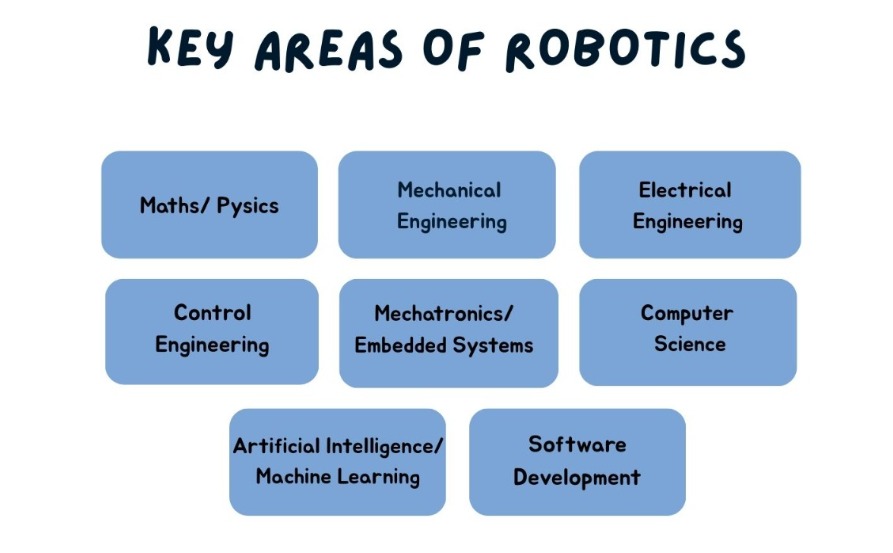 KEY AREAS OF ROBOTICS
Maths/ Pysics
Mechanical
Engineering
Electrical
Engineering
Control
Engineering
Mechatronics/
Embedded Systems
Computer
Science
Artificial Intelligence/
Machine Learning
Software
Development